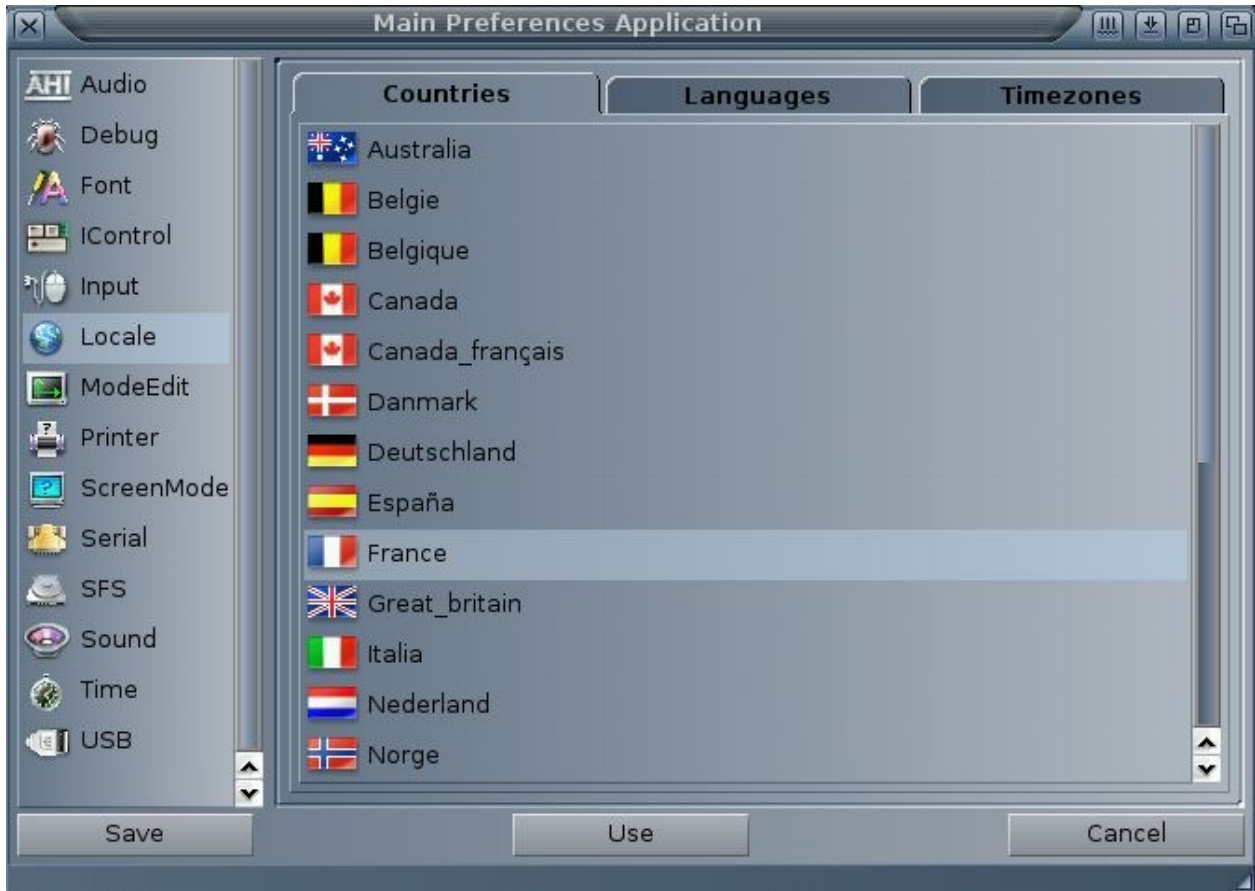 Main Preferences Application
AHI Audio
Debug
Font
IControl
Input
Locale
ModeEdit
Printer
ScreenMode
Serial
SFS
Sound
Time
USB
Countries Languages Timezones
Australia
Belgie
Belgique
Canada
Canada_français
Danmark
Deutschland
España
France
Great_britain
Italia
Nederland
Norge
Save Use Cancel